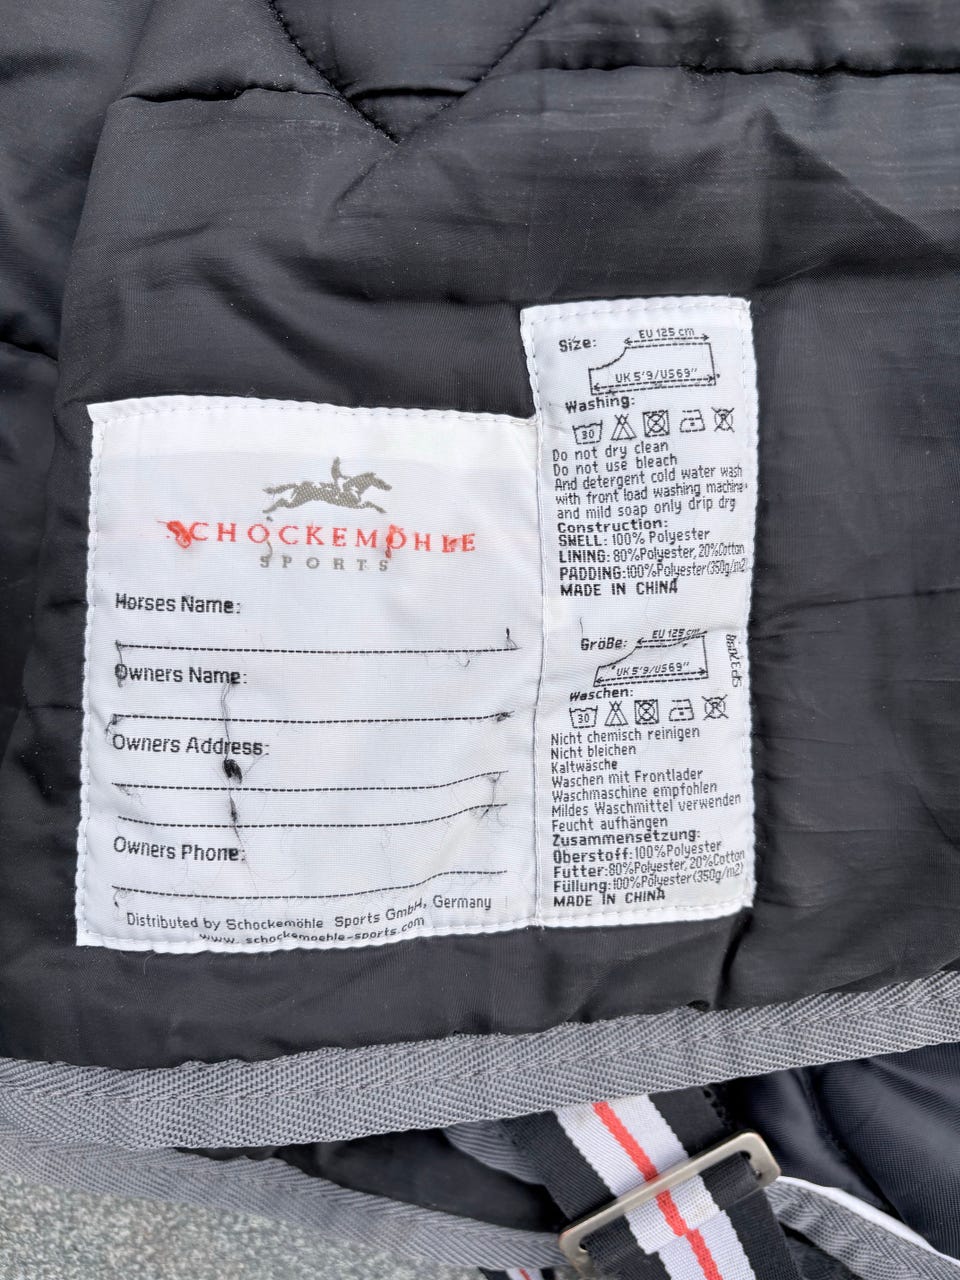 SCHOCKEMÖHLE
SPORTS
Horses Name:
Owners Name:
Owners Address:
Owners Phone:
Distributed by Schockemöhle Sports GmbH, Germany
www.schockemoehle-sports.com
Size:
EU 125 cm
UK 5'9/US69"
Washing:
30
P
Do not dry clean
Do not use bleach
And detergent cold water wash
with front load washing machine
and mild soap only drip dry
Construction:
SHELL: 100% Polyester
LINING: 80%Polyester, 20%Cotton
PADDING:100%Polyester(350g/m2)
MADE IN CHINA
Größe:
EU 125 cm
UK 5'9/US69"
Waschen:
30
P
Nicht chemisch reinigen
Nicht bleichen
Kaltwäsche
Waschen mit Frontlader
Waschmaschine empfohlen
Mildes Waschmittel verwenden
Feucht aufhängen
Zusammensetzung:
Oberstoff:100%Polyester
Futter:80%Polyester, 20%Cotton
Füllung:100%Polyester(350g/m2)
MADE IN CHINA